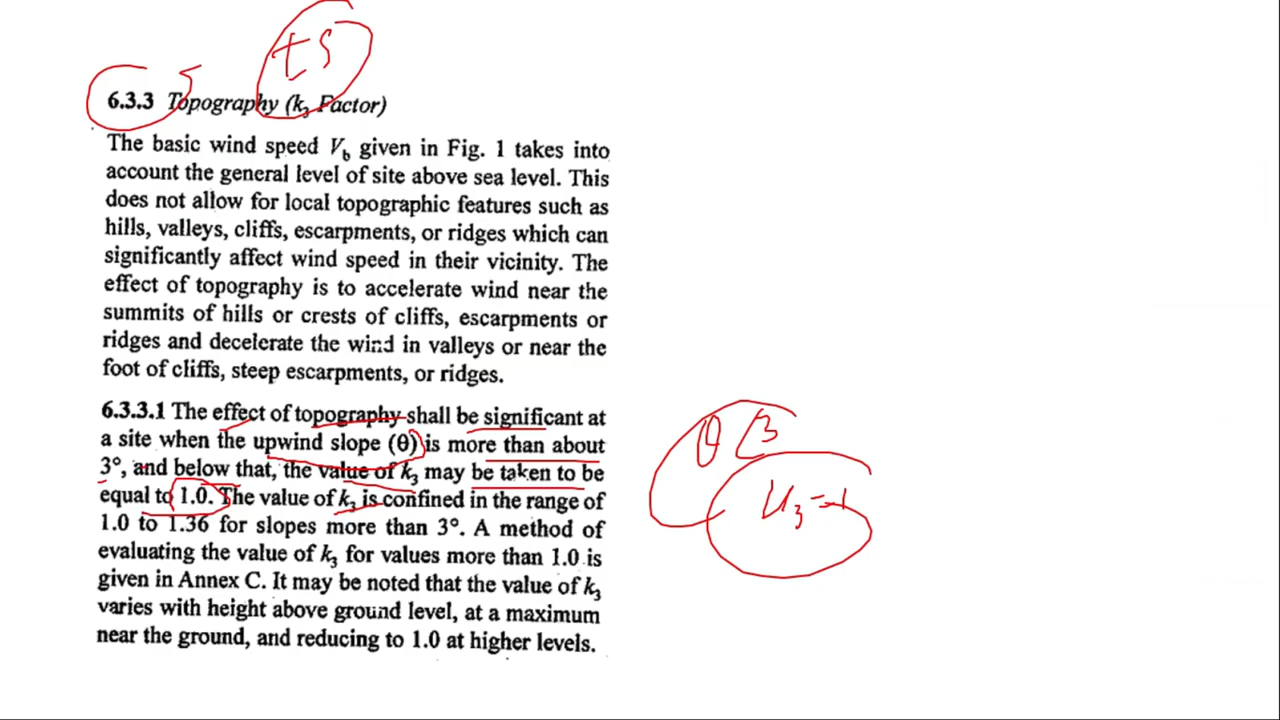 6.3.3 Topography (k3 Factor)
The basic wind speed Vb given in Fig. 1 takes into
account the general level of site above sea level. This
does not allow for local topographic features such as
hills, valleys, cliffs, escarpments, or ridges which can
significantly affect wind speed in their vicinity. The
effect of topography is to accelerate wind near the
summits of hills or crests of cliffs, escarpments or
ridges and decelerate the wind in valleys or near the
foot of cliffs, steep escarpments, or ridges.
6.3.3.1 The effect of topography shall be significant at
a site when the upwind slope (θ) is more than about
3°, and below that, the value of k3 may be taken to be
equal to 1.0. The value of k3 is confined in the range of
1.0 to 1.36 for slopes more than 3°. A method of
evaluating the value of k3 for values more than 1.0 is
given in Annex C. It may be noted that the value of k3
varies with height above ground level, at a maximum
near the ground, and reducing to 1.0 at higher levels.